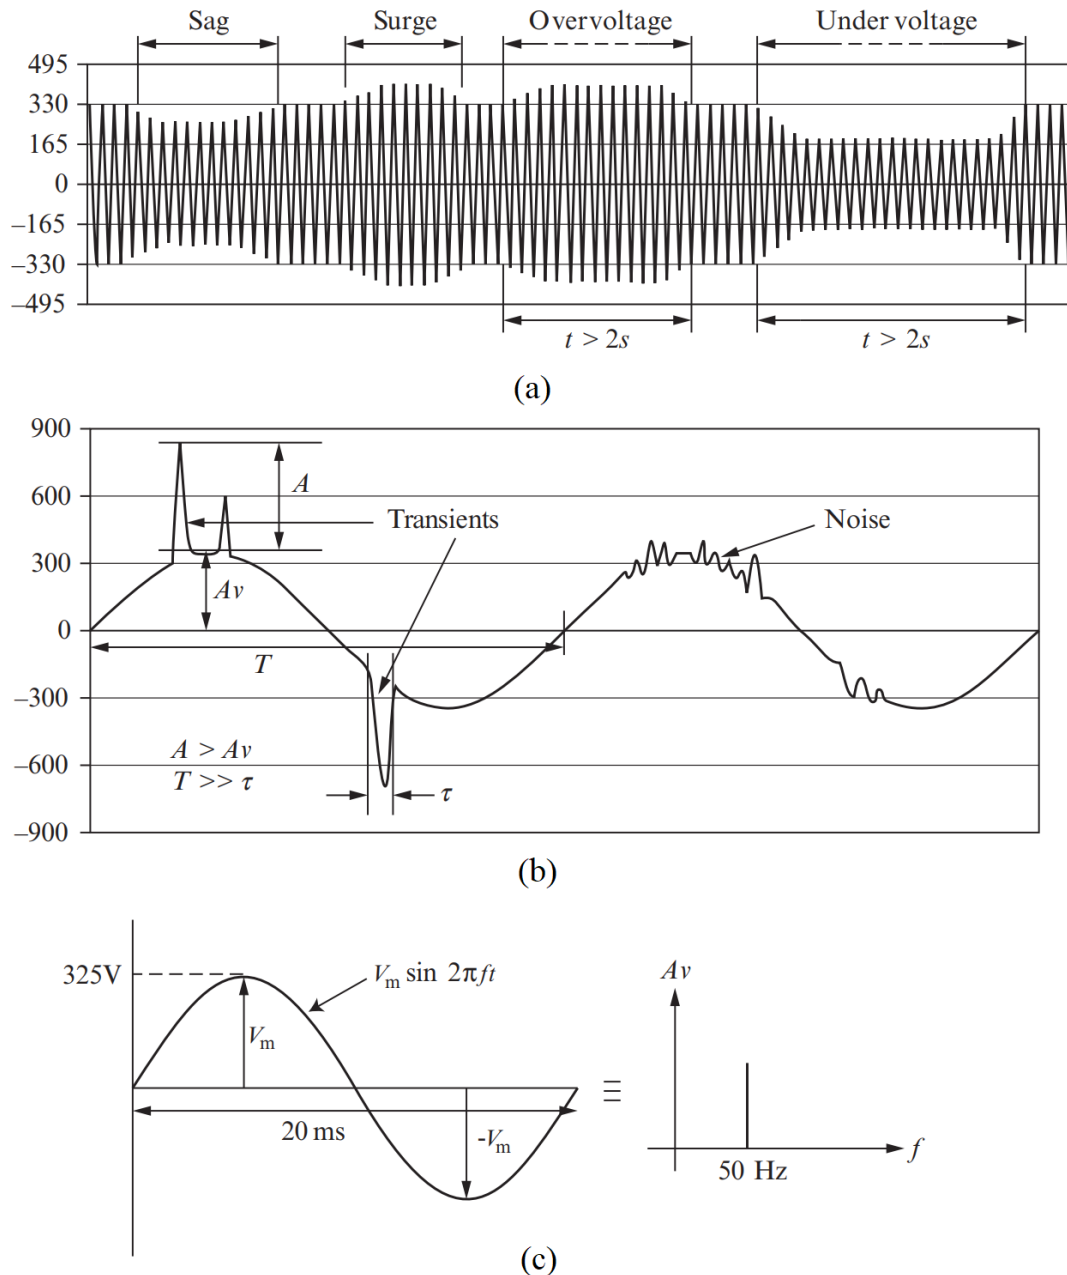 Sag Surge Overvoltage Under voltage
495
330
165
0
–165
–330
–495
t > 2s t > 2s
(a)
900
600
300
0
–300
–600
–900
A
Transients
Noise
Av
T
A > Av
T >> τ
τ
(b)
325V
Vm sin 2πft
Vm
20 ms
-Vm
≡
Av
f
50 Hz
(c)